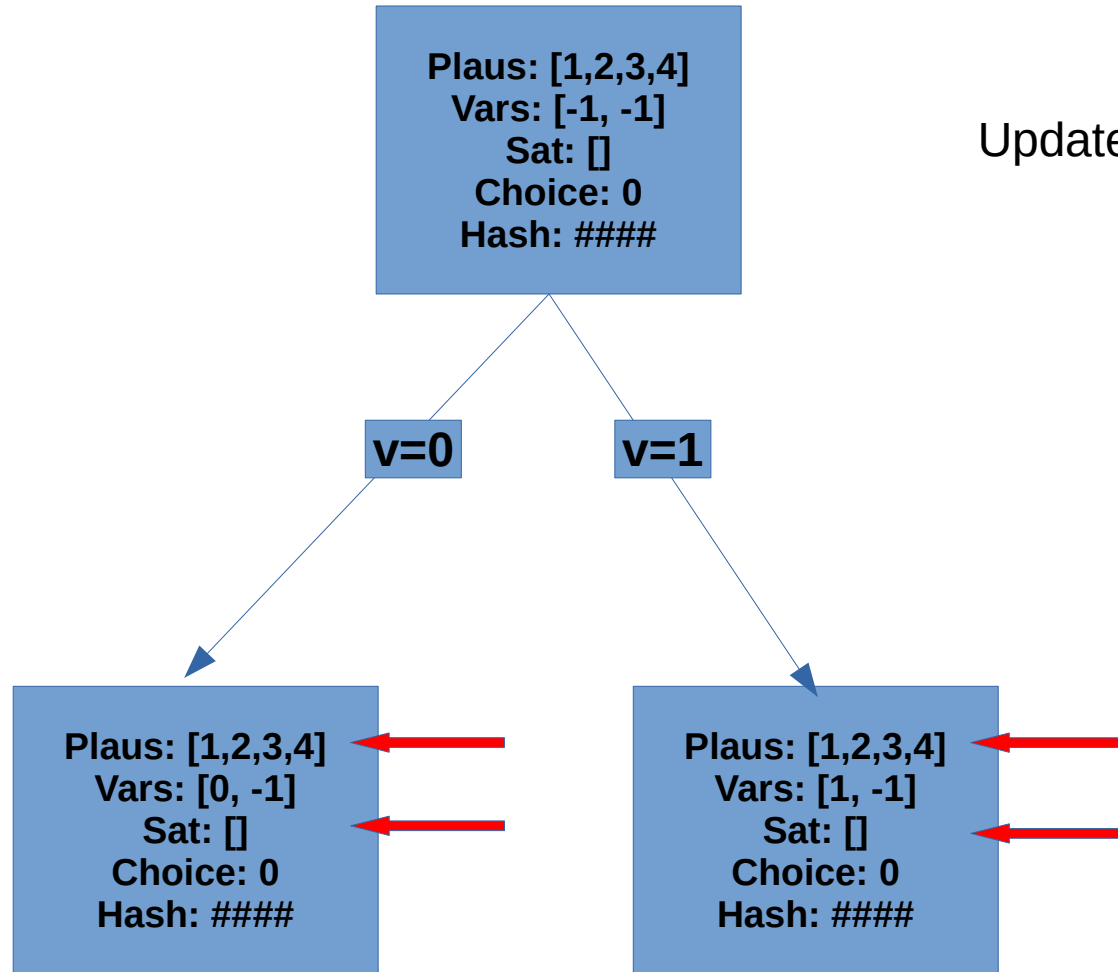 Plaus: [1,2,3,4]
Vars: [-1, -1]
Sat: []
Choice: 0
Hash: ####
Update
v=0
v=1
Plaus: [1,2,3,4]
Vars: [0, -1]
Sat: []
Choice: 0
Hash: ####
Plaus: [1,2,3,4]
Vars: [1, -1]
Sat: []
Choice: 0
Hash: ####